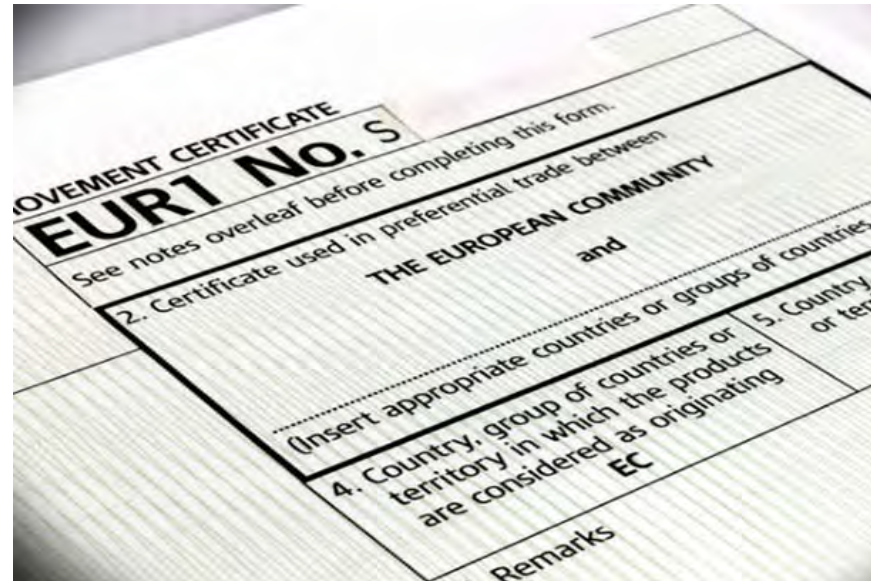 MOVEMENT CERTIFICATE
EUR1 No. S
See notes overleaf before completing this form.
2. Certificate used in preferential trade between
THE EUROPEAN COMMUNITY
and
(Insert appropriate countries or groups of countries
4. Country, group of countries or
territory in which the products
are considered as originating
EC
5. Country
or
Remarks